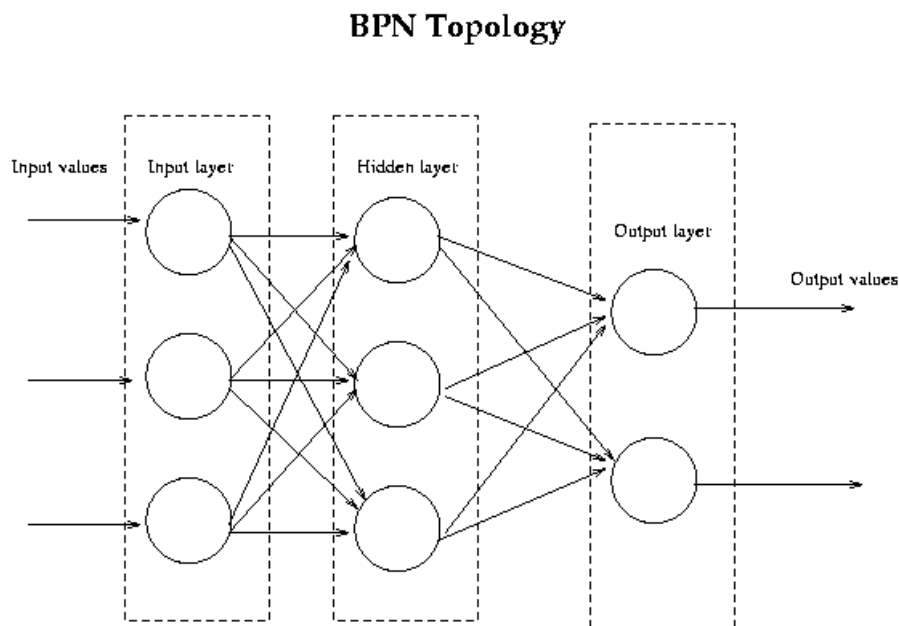 BPN Topology
Input values
Input layer
Hidden layer
Output layer
Output values